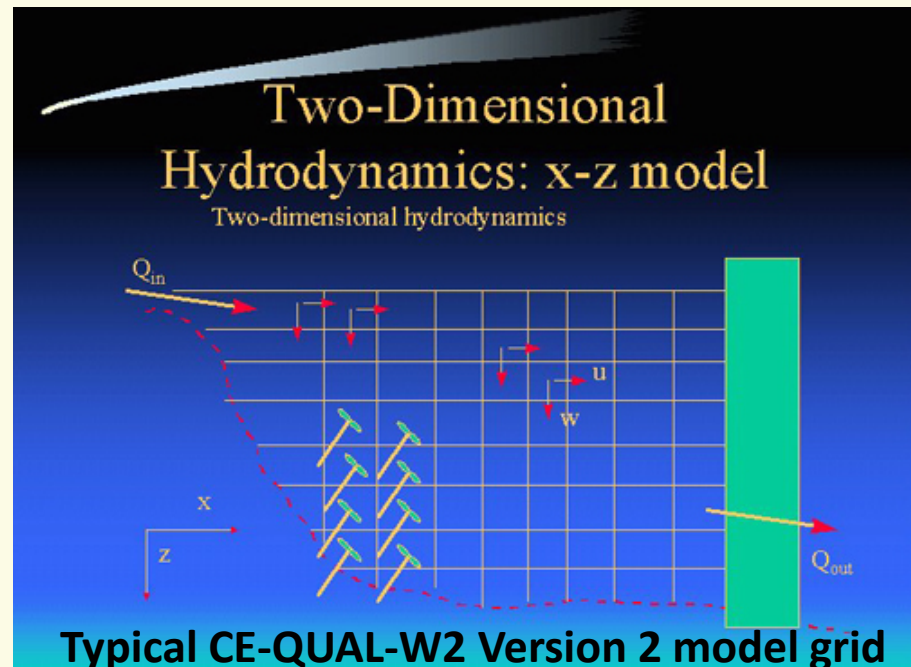 Two-Dimensional
Hydrodynamics: x-z model
Two-dimensional hydrodynamics
Qin
u
w
x
z
Qout
Typical CE-QUAL-W2 Version 2 model grid